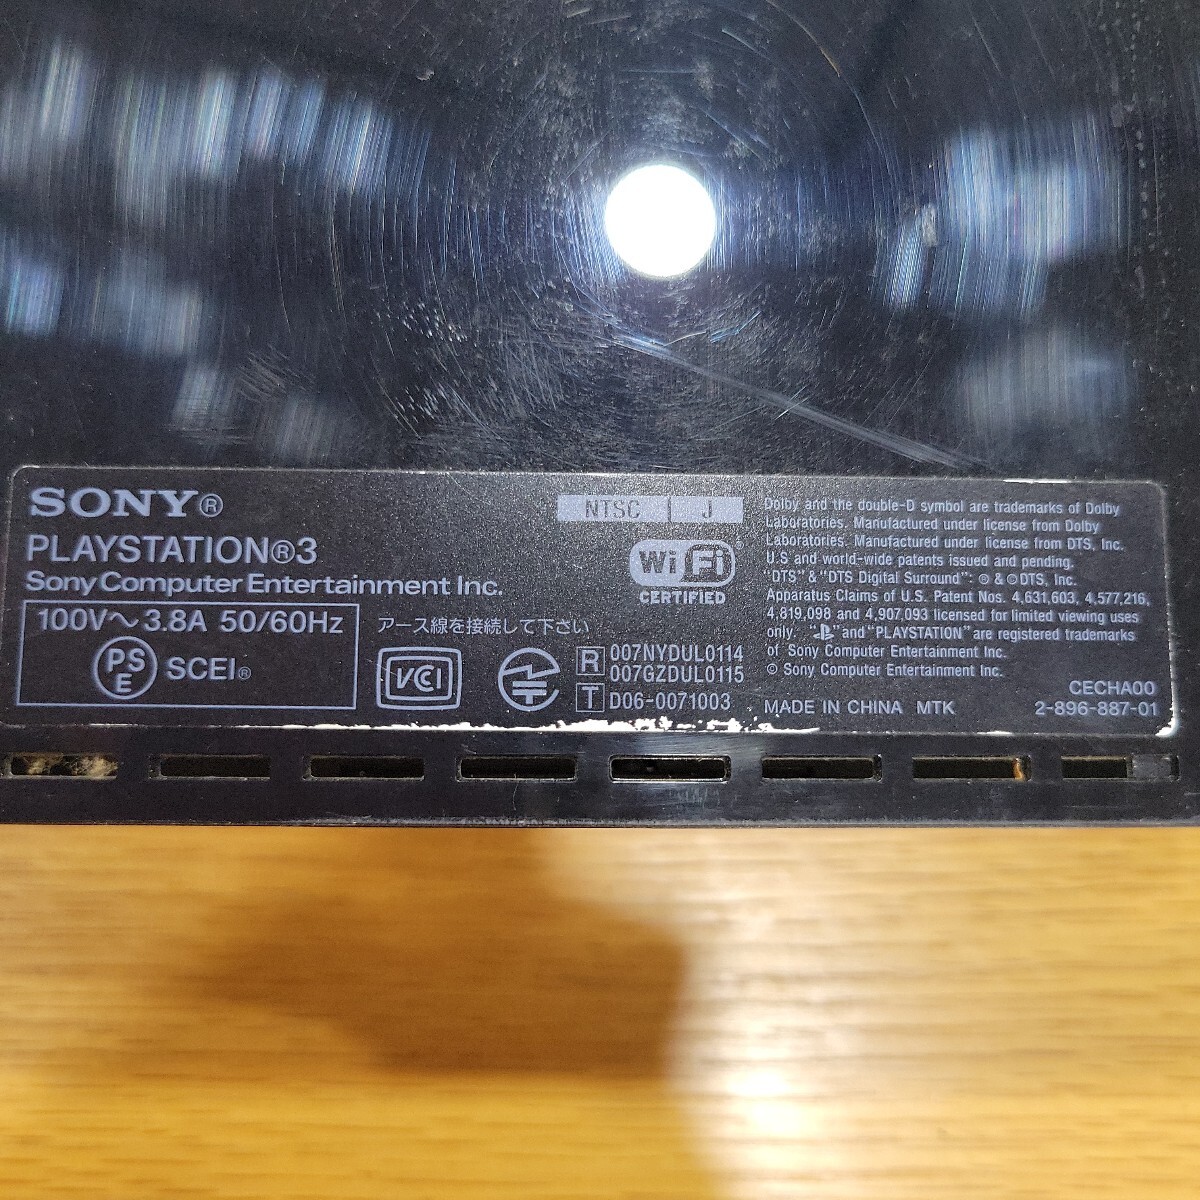 SONY®
PLAYSTATION®3
Sony Computer Entertainment Inc.
100V～ 3.8A 50/60Hz
PSE SCEI®
アース線を接続して下さい
VCCI
NTSC J
Wi Fi
CERTIFIED
R 007NYDUL0114
007GZDUL0115
T D06-0071003
Dolby and the double-D symbol are trademarks of Dolby
Laboratories. Manufactured under license from Dolby
Laboratories. Manufactured under license from DTS, Inc.
U.S and world-wide patents issued and pending.
"DTS" & "DTS Digital Surround": ® & ® DTS, Inc.
Apparatus Claims of U.S. Patent Nos. 4,631,603, 4,577,216,
4,819,098 and 4,907,093 licensed for limited viewing uses
only. " " and "PLAYSTATION" are registered trademarks
of Sony Computer Entertainment Inc.
© Sony Computer Entertainment Inc.
CECHA00
MADE IN CHINA MTK 2-896-887-01